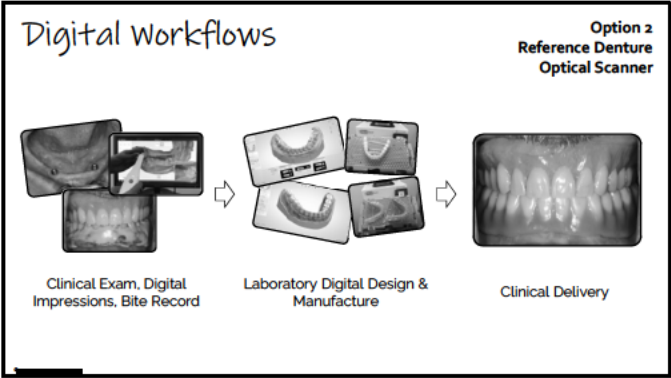 Digital Workflows
Option 2
Reference Denture
Optical Scanner
Clinical Exam, Digital
Impressions, Bite Record
Laboratory Digital Design &
Manufacture
Clinical Delivery